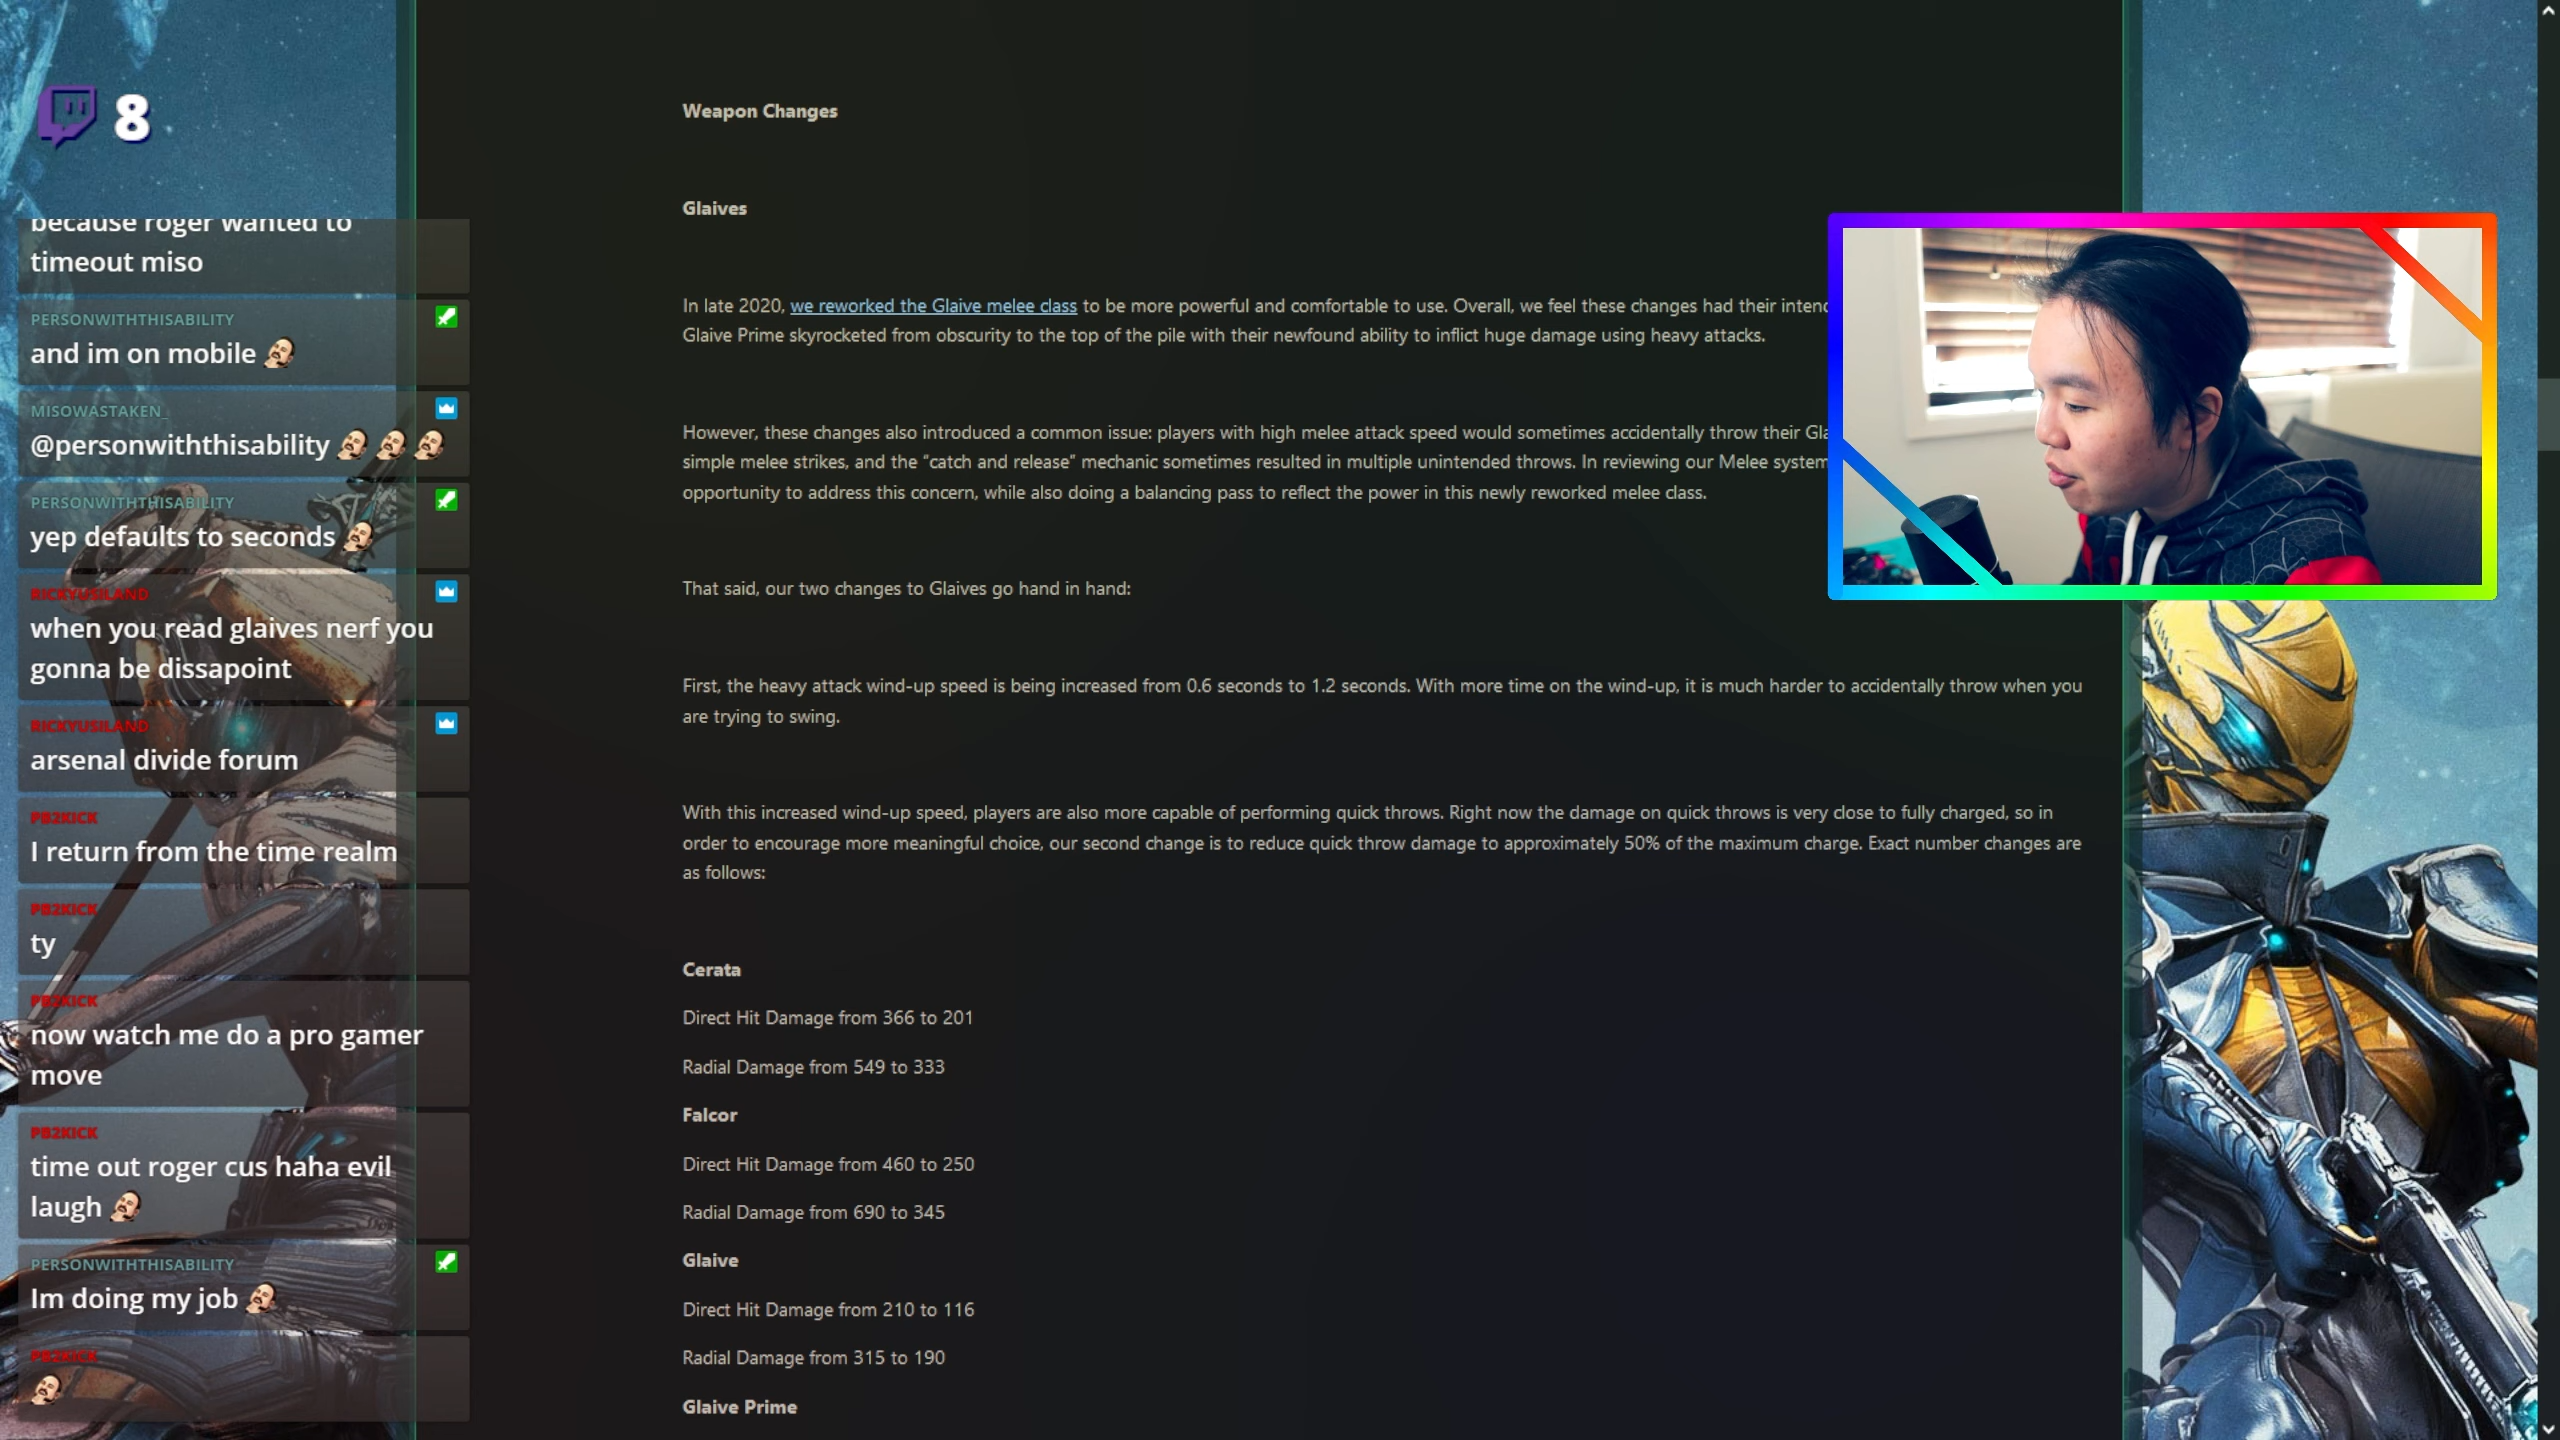 8
because roger wanted to
timeout miso
PERSONWITHTHISABILITY
and im on mobile
MISOWASTAKEN_
@personwiththisability
PERSONWITHTHISABILITY
yep defaults to seconds
RICKYUSILAND
when you read glaives nerf you
gonna be dissapoint
RICKYUSILAND
arsenal divide forum
PB2KICK
I return from the time realm
PB2KICK
ty
PB2KICK
now watch me do a pro gamer
move
PB2KICK
time out roger cus haha evil
laugh
PERSONWITHTHISABILITY
Im doing my job
PB2KICK
Weapon Changes
Glaives
In late 2020, we reworked the Glaive melee class to be more powerful and comfortable to use. Overall, we feel these changes had their
Glaive Prime skyrocketed from obscurity to the top of the pile with their newfound ability to inflict huge damage using heavy attacks.
However, these changes also introduced a common issue: players with high melee attack speed would sometimes accidentally throw their
simple melee strikes, and the “catch and release” mechanic sometimes resulted in multiple unintended throws. In reviewing our Melee system
opportunity to address this concern, while also doing a balancing pass to reflect the power in this newly reworked melee class.
That said, our two changes to Glaives go hand in hand:
First, the heavy attack wind-up speed is being increased from 0.6 seconds to 1.2 seconds. With more time on the wind-up, it is much harder to accidentally throw when you
are trying to swing.
With this increased wind-up speed, players are also more capable of performing quick throws. Right now the damage on quick throws is very close to fully charged, so in
order to encourage more meaningful choice, our second change is to reduce quick throw damage to approximately 50% of the maximum charge. Exact number changes are
as follows:
Cerata
Direct Hit Damage from 366 to 201
Radial Damage from 549 to 333
Falcor
Direct Hit Damage from 460 to 250
Radial Damage from 690 to 345
Glaive
Direct Hit Damage from 210 to 116
Radial Damage from 315 to 190
Glaive Prime